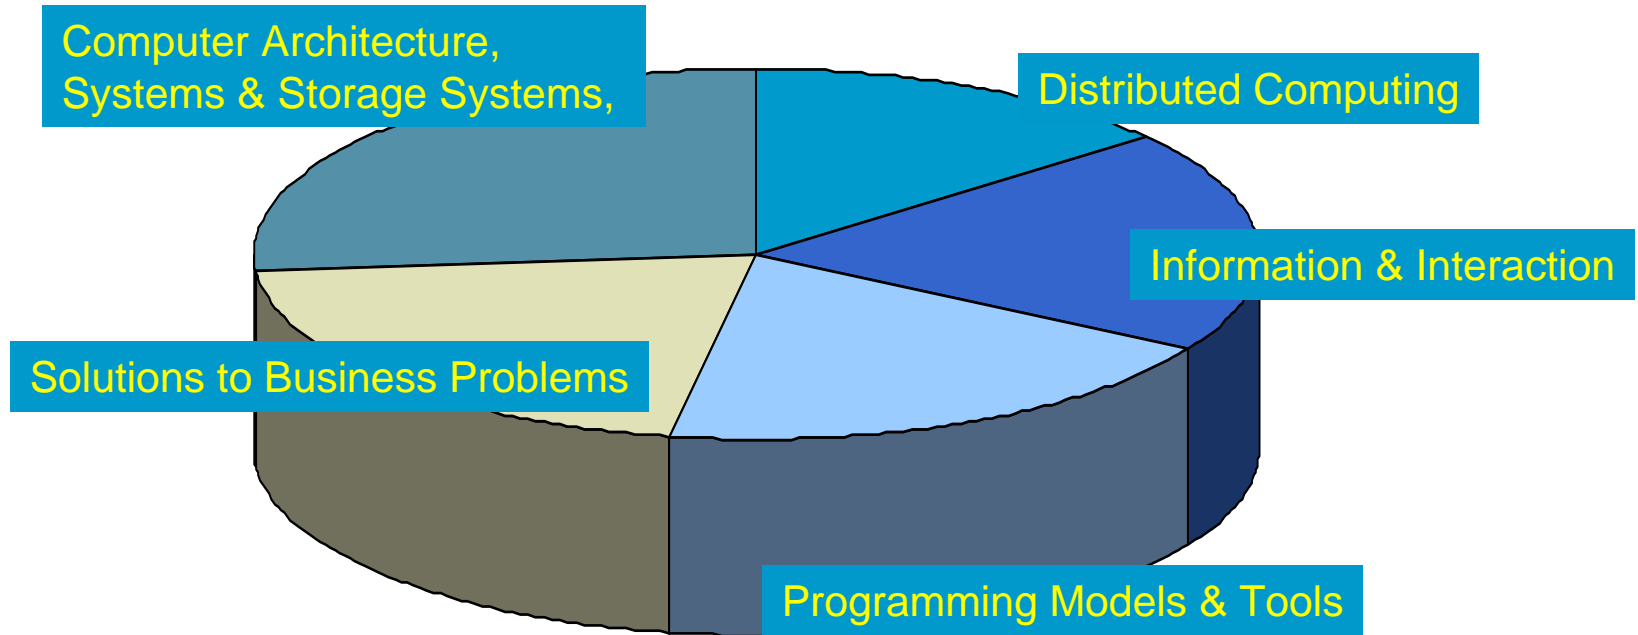 Computer Architecture,
Systems & Storage Systems,
Distributed Computing
Information & Interaction
Solutions to Business Problems
Programming Models & Tools